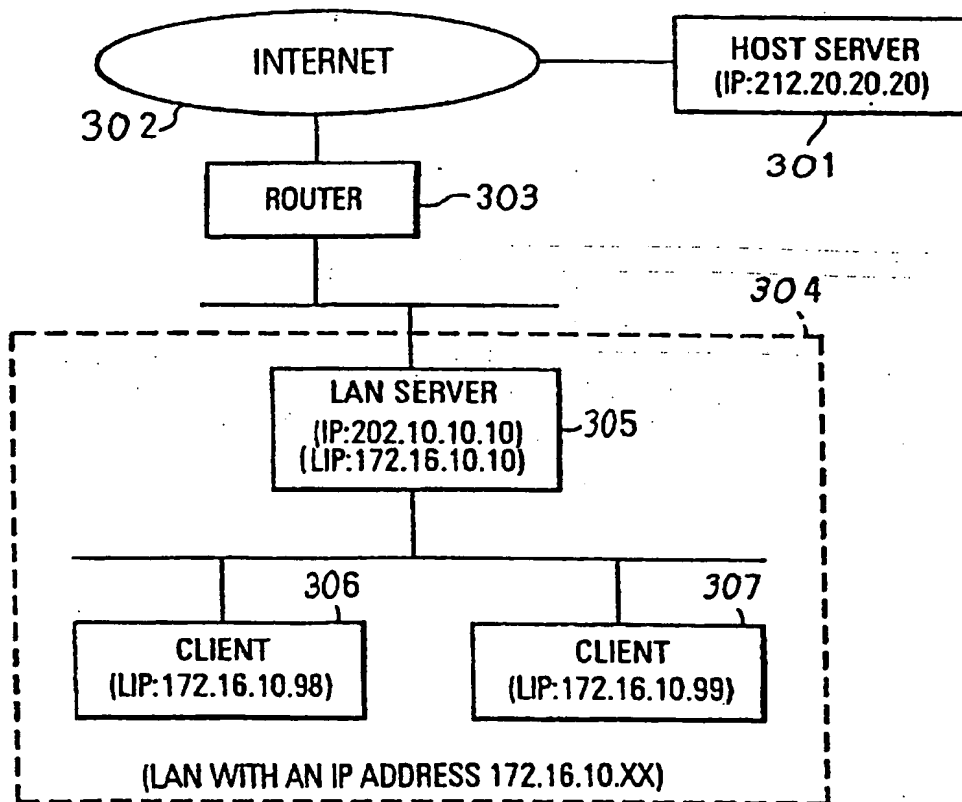 INTERNET
HOST SERVER
(IP:212.20.20.20)
302
301
ROUTER
303
304
LAN SERVER
(IP:202.10.10.10)
(LIP:172.16.10.10)
305
306
307
CLIENT
(LIP:172.16.10.98)
CLIENT
(LIP:172.16.10.99)
(LAN WITH AN IP ADDRESS 172.16.10.XX)